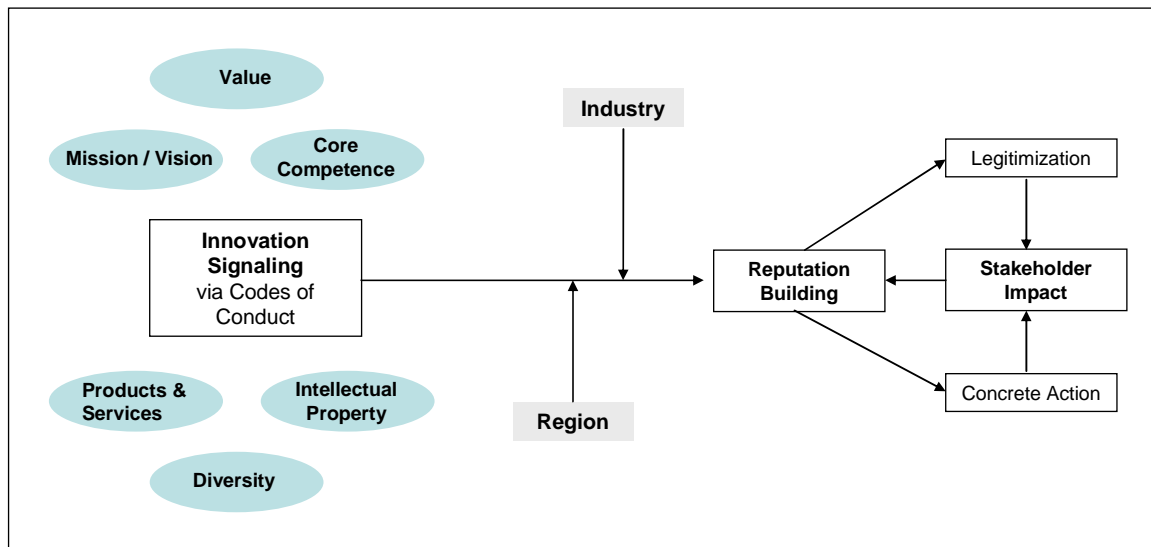 Value
Mission / Vision
Core
Competence
Innovation
Signaling
via Codes of
Conduct
Products &
Services
Intellectual
Property
Diversity
Industry
Region
Reputation
Building
Legitimization
Stakeholder
Impact
Concrete Action